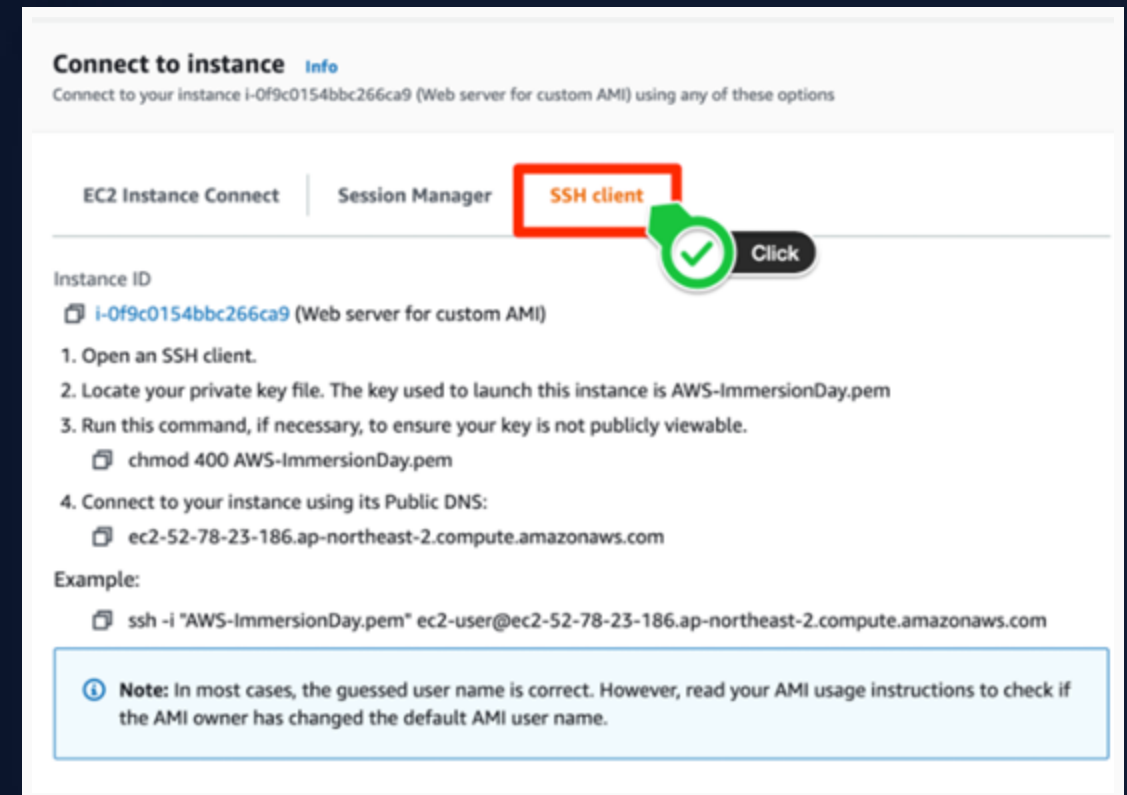 Connect to instance Info
Connect to your instance i-0f9c0154bbc266ca9 (Web server for custom AMI) using any of these options
EC2 Instance Connect Session Manager SSH client
Click
Instance ID
i-0f9c0154bbc266ca9 (Web server for custom AMI)
1. Open an SSH client.
2. Locate your private key file. The key used to launch this instance is AWS-ImmersionDay.pem
3. Run this command, if necessary, to ensure your key is not publicly viewable.
chmod 400 AWS-ImmersionDay.pem
4. Connect to your instance using its Public DNS:
ec2-52-78-23-186.ap-northeast-2.compute.amazonaws.com
Example:
ssh -i "AWS-ImmersionDay.pem" ec2-user@ec2-52-78-23-186.ap-northeast-2.compute.amazonaws.com
Note: In most cases, the guessed user name is correct. However, read your AMI usage instructions to check if
the AMI owner has changed the default AMI user name.